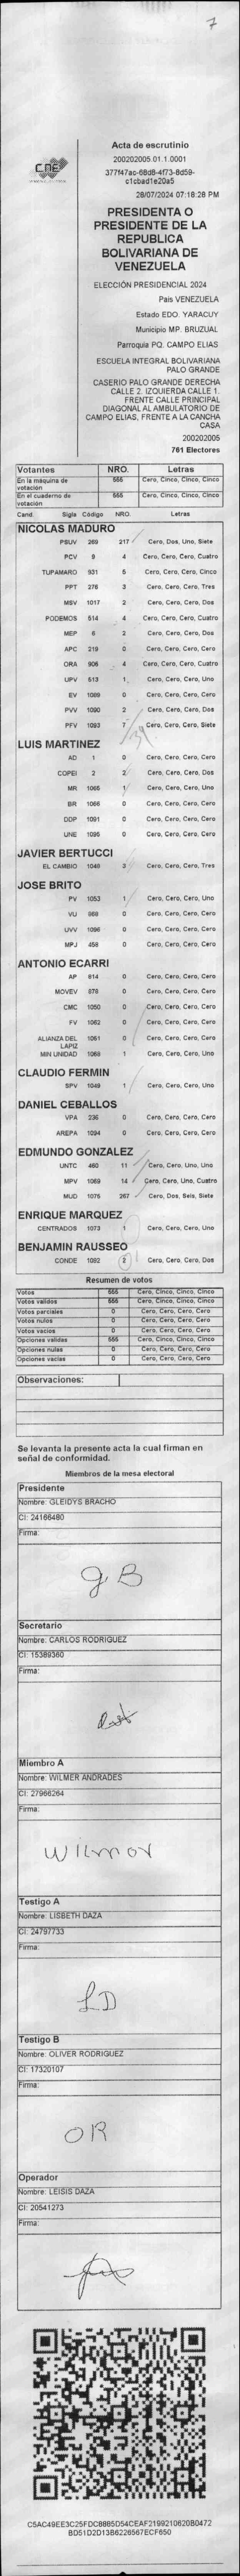 7
CNE
Acta de escrutinio
200202005.01.1.0001
377f47ac-68d8-4f73-8d59-
c1cbad1e20a5
28/07/2024 07:18:28 PM
PRESIDENTA O
PRESIDENTE DE LA
REPUBLICA
BOLIVARIANA DE
VENEZUELA
ELECCIÓN PRESIDENCIAL 2024
País VENEZUELA
Estado EDO. YARACUY
Municipio MP. BRUZUAL
Parroquia PQ. CAMPO ELIAS
ESCUELA INTEGRAL BOLIVARIANA
PALO GRANDE
CASERIO PALO GRANDE DERECHA
CALLE 2. IZQUIERDA CALLE 1.
FRENTE CALLE PRINCIPAL
DIAGONAL AL AMBULATORIO DE
CAMPO ELIAS, FRENTE A LA CANCHA
CASA
200202005
761 Electores
Votantes NRO. Letras
En la máquina de votación 555 Cero, Cinco, Cinco, Cinco
En el cuaderno de votación 555 Cero, Cinco, Cinco, Cinco
Cand. Sigla Código NRO. Letras
NICOLAS MADURO
PSUV 269 217 Cero, Dos, Uno, Siete
PCV 9 4 Cero, Cero, Cero, Cuatro
TUPAMARO 931 5 Cero, Cero, Cero, Cinco
PPT 276 3 Cero, Cero, Cero, Tres
MSV 1017 2 Cero, Cero, Cero, Dos
PODEMOS 514 4 Cero, Cero, Cero, Cuatro
MEP 6 2 Cero, Cero, Cero, Dos
APC 219 0 Cero, Cero, Cero, Cero
ORA 906 4 Cero, Cero, Cero, Cuatro
UPV 613 1 Cero, Cero, Cero, Uno
EV 1089 0 Cero, Cero, Cero, Cero
PVV 1090 2 Cero, Cero, Cero, Dos
PFV 1093 7 Cero, Cero, Cero, Siete
LUIS MARTINEZ
AD 1 0 Cero, Cero, Cero, Cero
COPEI 2 2 Cero, Cero, Cero, Dos
MR 1065 1 Cero, Cero, Cero, Uno
BR 1066 0 Cero, Cero, Cero, Cero
DDP 1091 0 Cero, Cero, Cero, Cero
UNE 1095 0 Cero, Cero, Cero, Cero
JAVIER BERTUCCI
EL CAMBIO 1048 3 Cero, Cero, Cero, Tres
JOSE BRITO
PV 1053 1 Cero, Cero, Cero, Uno
VU 868 0 Cero, Cero, Cero, Cero
UVV 1096 0 Cero, Cero, Cero, Cero
MPJ 458 0 Cero, Cero, Cero, Cero
ANTONIO ECARRI
AP 814 0 Cero, Cero, Cero, Cero
MOVEV 878 0 Cero, Cero, Cero, Cero
CMC 1050 0 Cero, Cero, Cero, Cero
FV 1062 0 Cero, Cero, Cero, Cero
ALIANZA DEL LAPIZ 1061 0 Cero, Cero, Cero, Cero
MIN UNIDAD 1068 1 Cero, Cero, Cero, Uno
CLAUDIO FERMIN
SPV 1049 1 Cero, Cero, Cero, Uno
DANIEL CEBALLOS
VPA 236 0 Cero, Cero, Cero, Cero
AREPA 1094 0 Cero, Cero, Cero, Cero
EDMUNDO GONZALEZ
UNTC 460 11 Cero, Cero, Uno, Uno
MPV 1069 14 Cero, Cero, Uno, Cuatro
MUD 1075 267 Cero, Dos, Seis, Siete
ENRIQUE MARQUEZ
CENTRADOS 1073 1 Cero, Cero, Cero, Uno
BENJAMIN RAUSSEO
CONDE 1092 2 Cero, Cero, Cero, Dos
Resumen de votos
Votos 555 Cero, Cinco, Cinco, Cinco
Votos validos 555 Cero, Cinco, Cinco, Cinco
Votos parciales 0 Cero, Cero, Cero, Cero
Votos nulos 0 Cero, Cero, Cero, Cero
Votos vacios 0 Cero, Cero, Cero, Cero
Opciones validas 555 Cero, Cinco, Cinco, Cinco
Opciones nulas 0 Cero, Cero, Cero, Cero
Opciones vacias 0 Cero, Cero, Cero, Cero
Observaciones:
Se levanta la presente acta la cual firman en
señal de conformidad.
Miembros de la mesa electoral
Presidente
Nombre: GLEIDYS BRACHO
CI: 24166480
Firma:
gB
Secretario
Nombre: CARLOS RODRIGUEZ
CI: 15389360
Firma:
Miembro A
Nombre: WILMER ANDRADES
CI: 27966264
Firma:
Wilmer
Testigo A
Nombre: LISBETH DAZA
CI: 24797733
Firma:
LD
Testigo B
Nombre: OLIVER RODRIGUEZ
CI: 17320107
Firma:
OR
Operador
Nombre: LEISIS DAZA
CI: 20541273
Firma:
C5AC49EE3C25FDC8885D54CEAF2199210620B0472
BD51D2D13B6226567ECF650